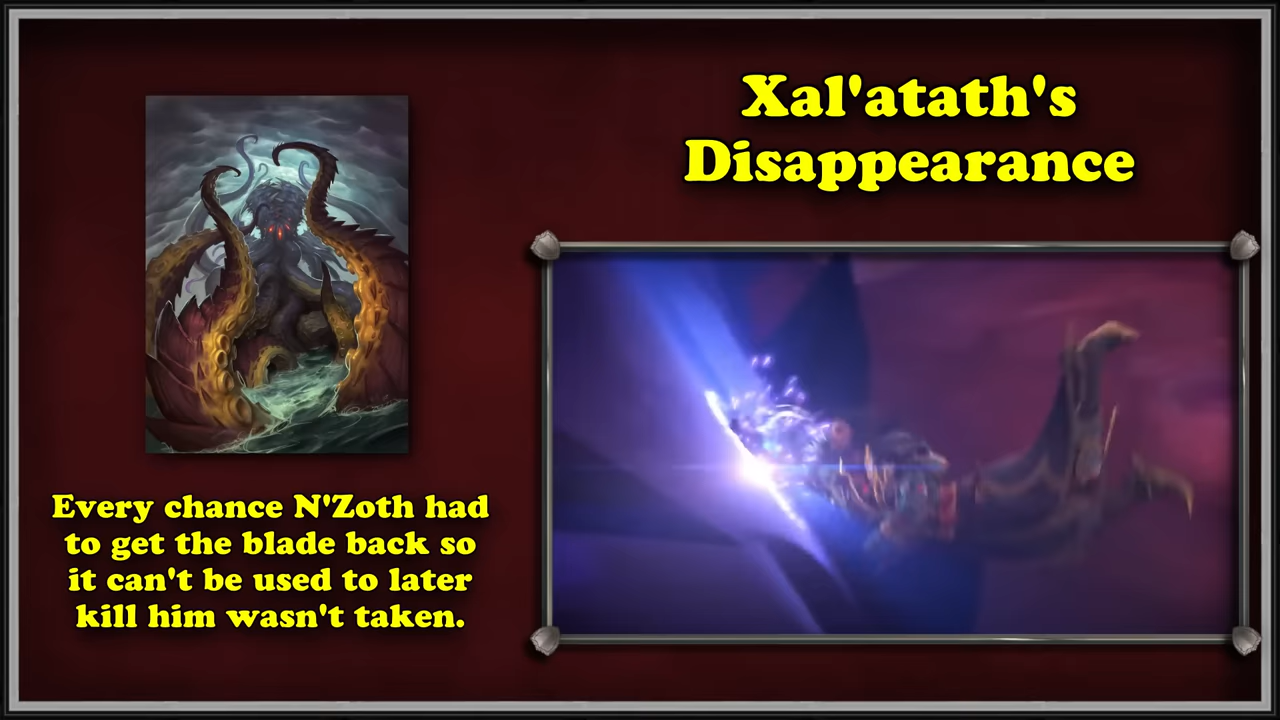 Xal'atath's
Disappearance
Every chance N'Zoth had
to get the blade back so
it can't be used to later
kill him wasn't taken.